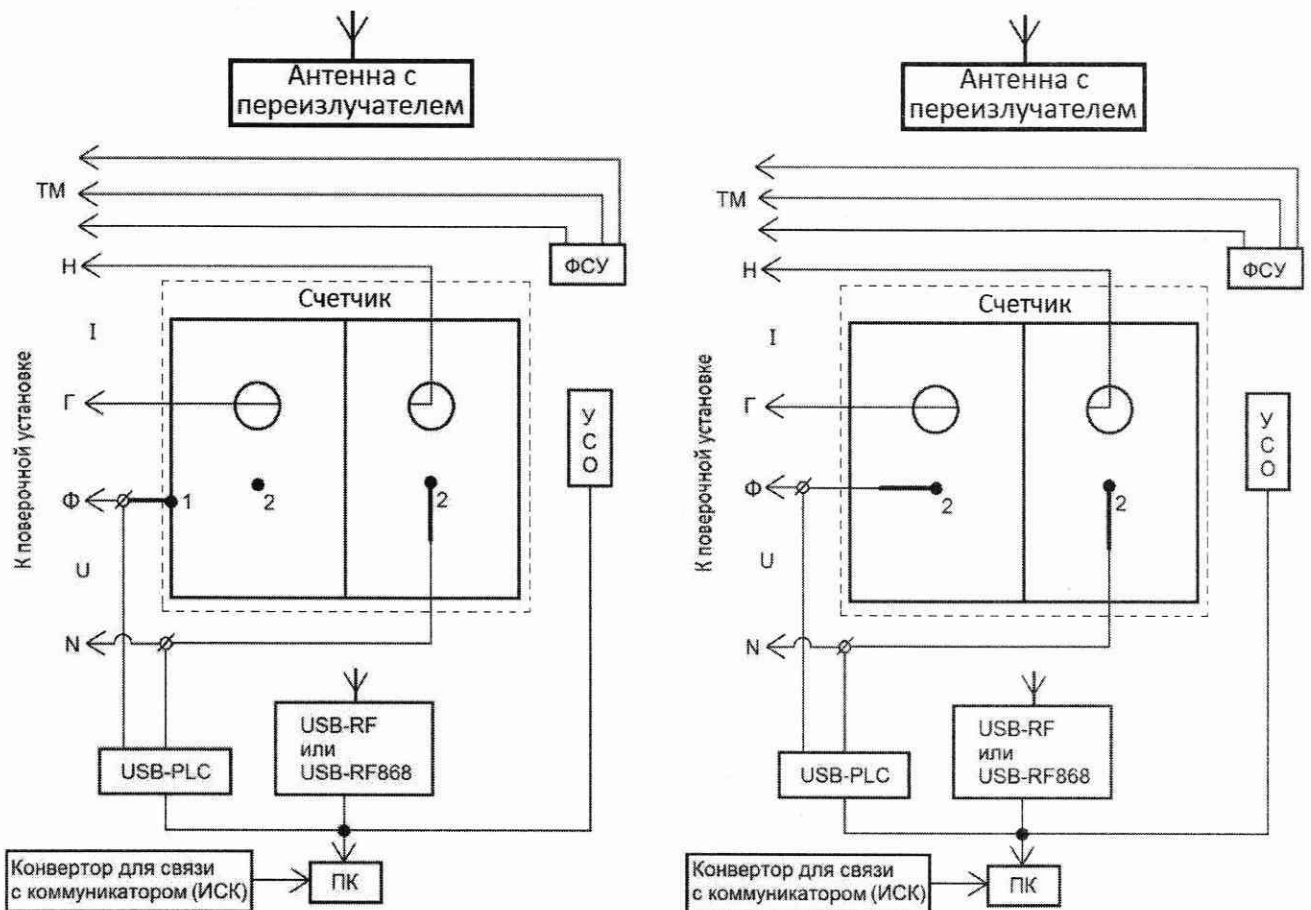 Антенна с
переизлучателем
ТМ
ФСУ
Н
Счетчик
I
К поверочной установке
Г
УСО
Ф
1
2
2
U
N
USB-RF
или
USB-RF868
USB-PLC
Конвертор для связи
с коммуникатором (ИСК)
ПК
Антенна с
переизлучателем
ТМ
ФСУ
Н
Счетчик
I
К поверочной установке
Г
УСО
Ф
2
2
U
N
USB-RF
или
USB-RF868
USB-PLC
Конвертор для связи
с коммуникатором (ИСК)
ПК